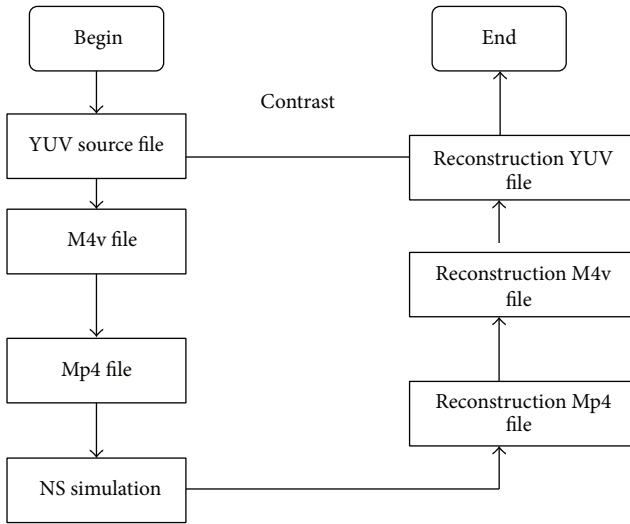 Begin
End
Contrast
YUV source file
Reconstruction YUV
file
M4v file
Reconstruction M4v
file
Mp4 file
Reconstruction Mp4
file
NS simulation